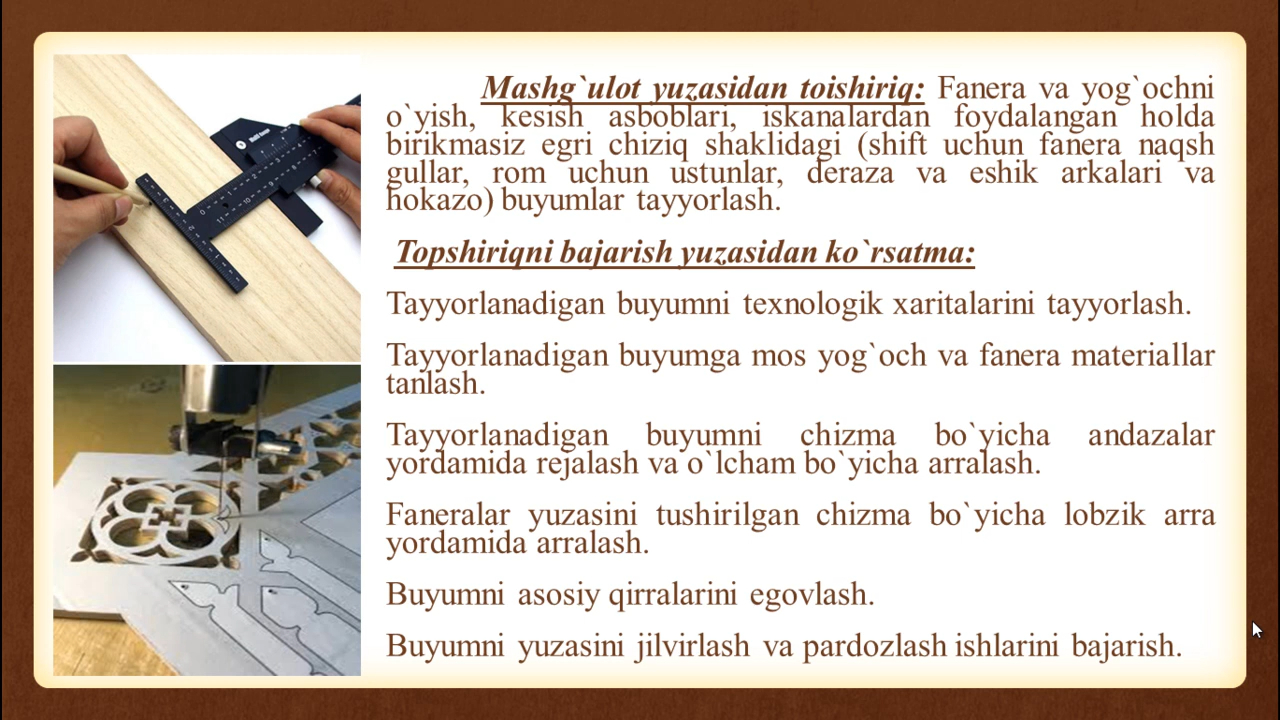 Mashg`ulot yuzasidan toishiriq: Fanera va yog`ochni
o`yish, kesish asboblari, iskanalardan foydalangan holda
birikmasiz egri chiziq shaklidagi (shift uchun fanera naqsh
gullar, rom uchun ustunlar, deraza va eshik arkalari va
hokazo) buyumlar tayyorlash.
Topshiriqni bajarish yuzasidan ko`rsatma:
Tayyorlanadigan buyumni texnologik xaritalarini tayyorlash.
Tayyorlanadigan buyumga mos yog`och va fanera materiallar
tanlash.
Tayyorlanadigan buyumni chizma bo`yicha andazalar
yordamida rejalash va o`lcham bo`yicha arralash.
Faneralar yuzasini tushirilgan chizma bo`yicha lobzik arra
yordamida arralash.
Buyumni asosiy qirralarini egovlash.
Buyumni yuzasini jilvirlash va pardozlash ishlarini bajarish.